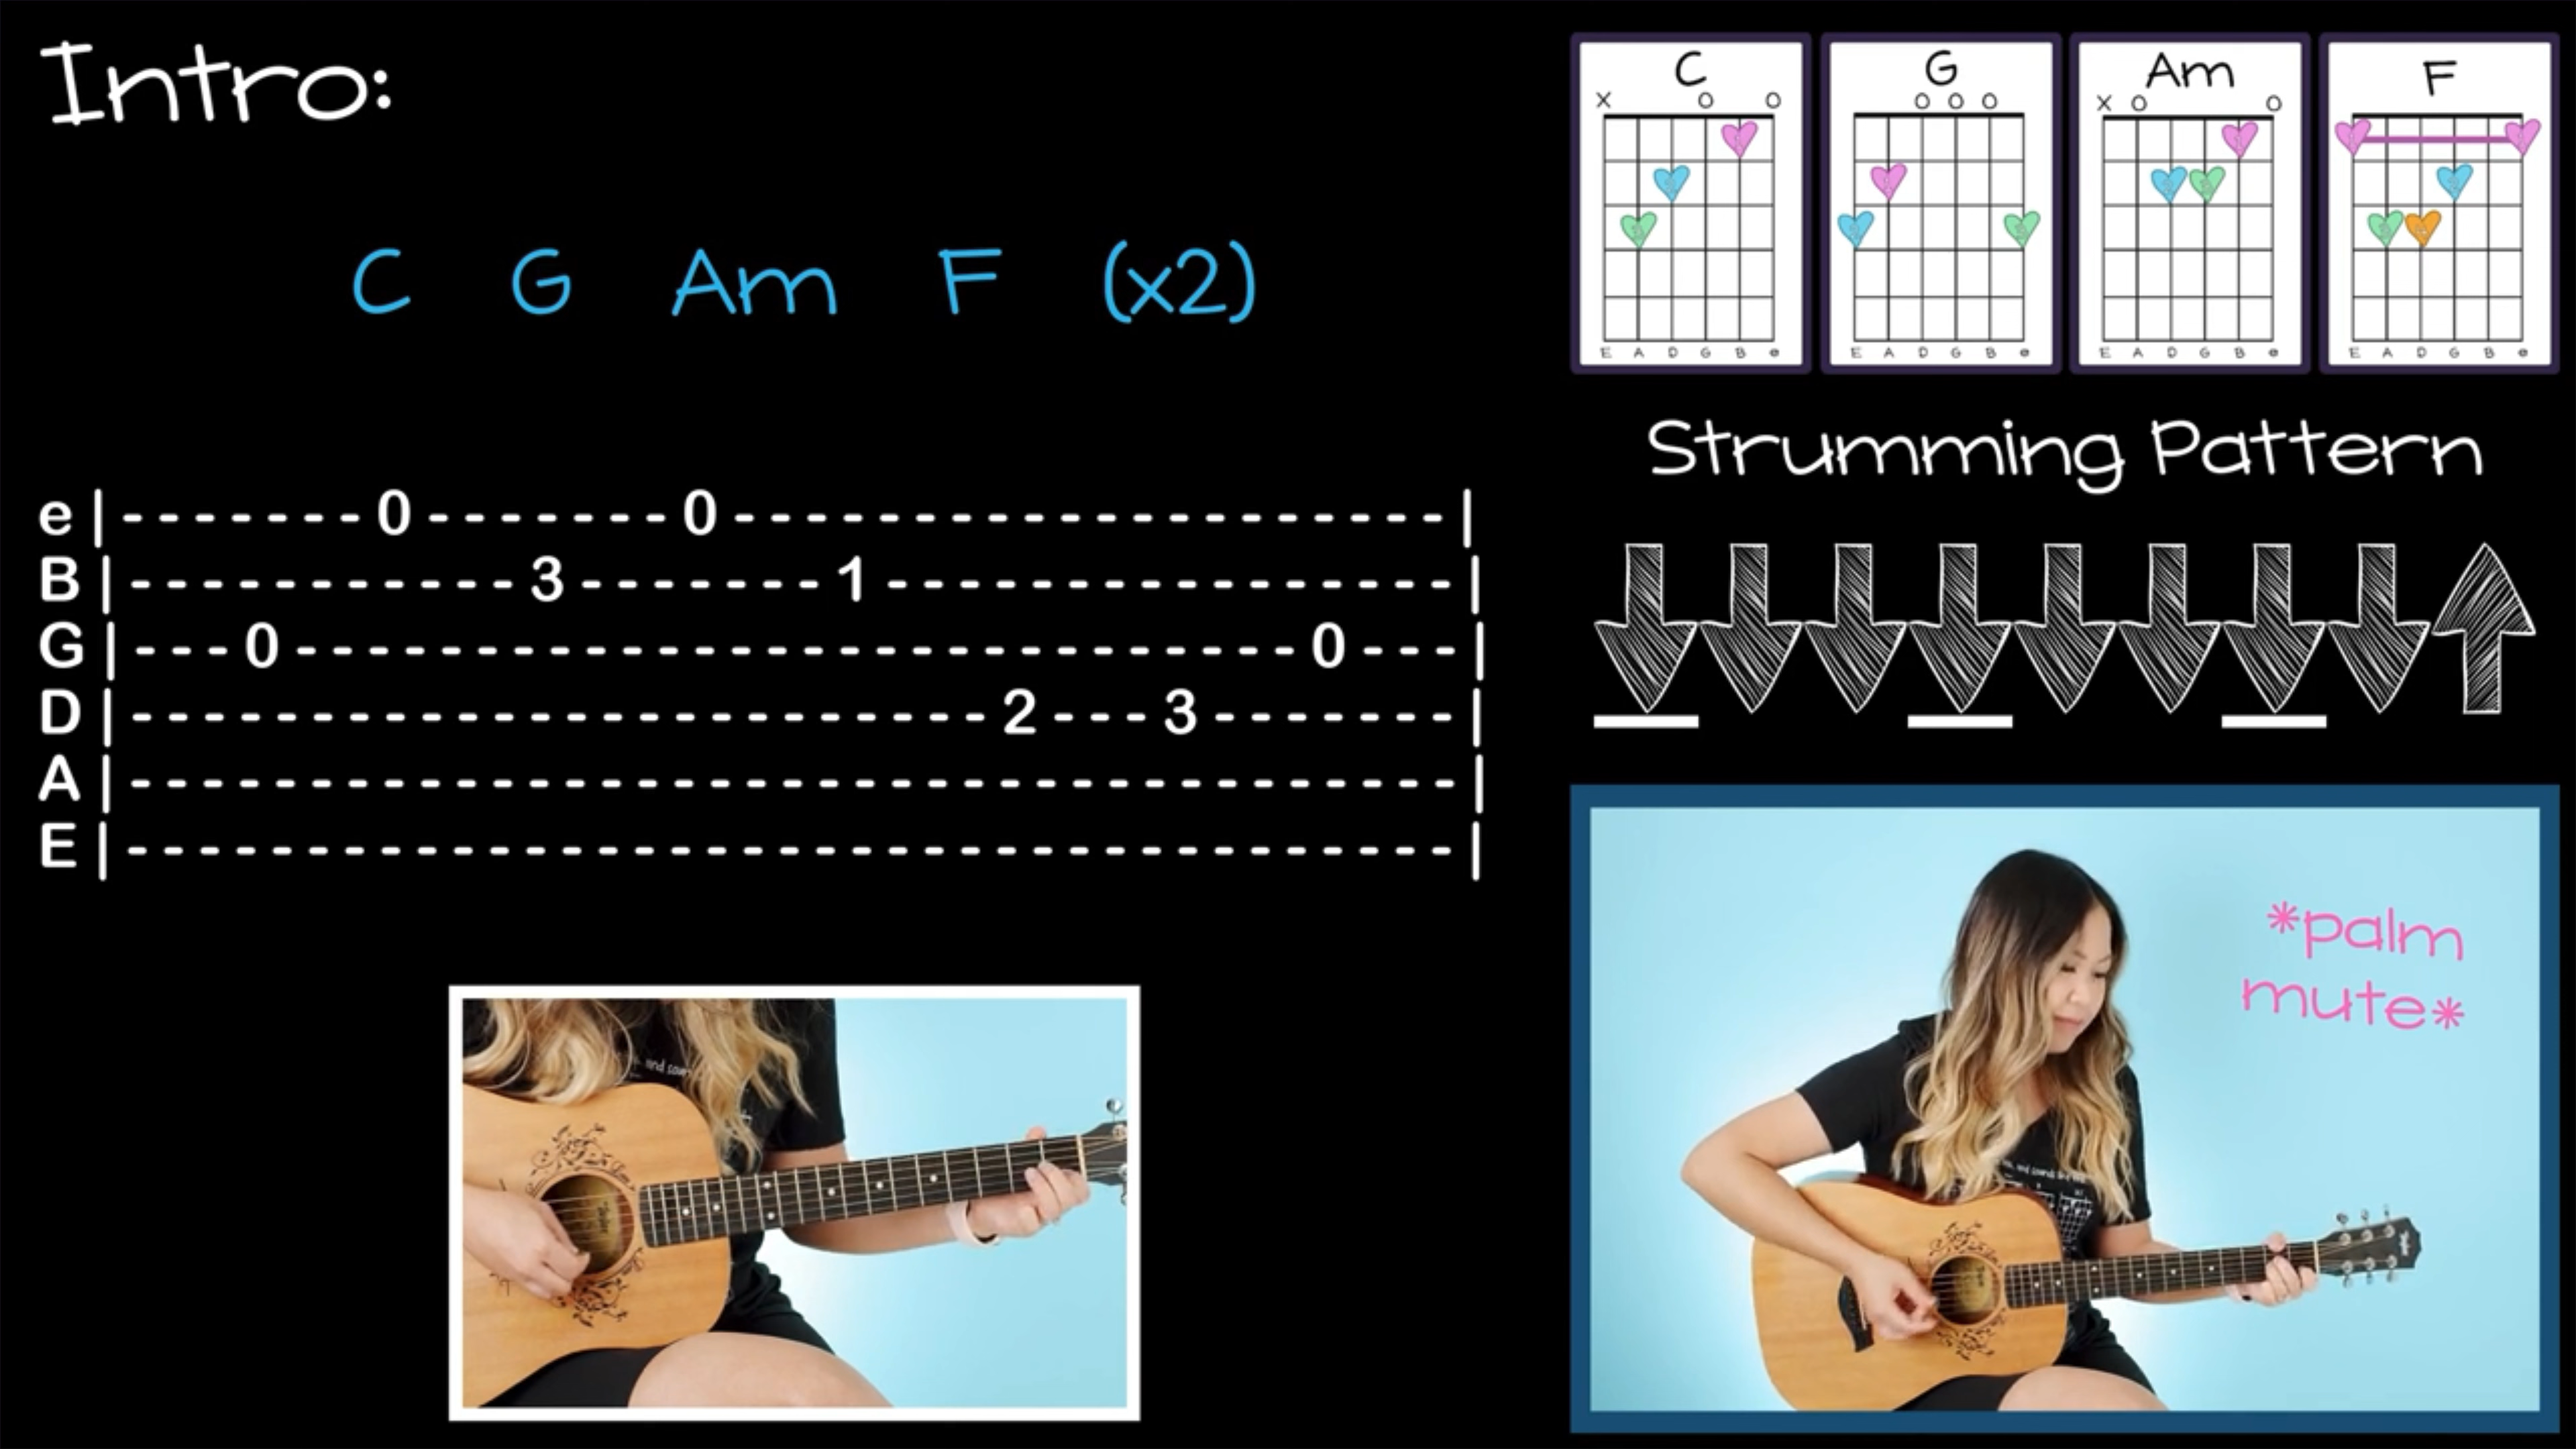 Intro:
C G Am F (x2)
e|-------0-------0--------------------|
B|-----------3-------1----------------|
G|---0----------------------------0---|
D|------------------------2---3-------|
A|-------------------------------------|
E|-------------------------------------|
C
X O O
E A D G B e
G
O O O
E A D G B e
Am
X O O
E A D G B e
F
E A D G B e
Strumming Pattern
*palm
mute*